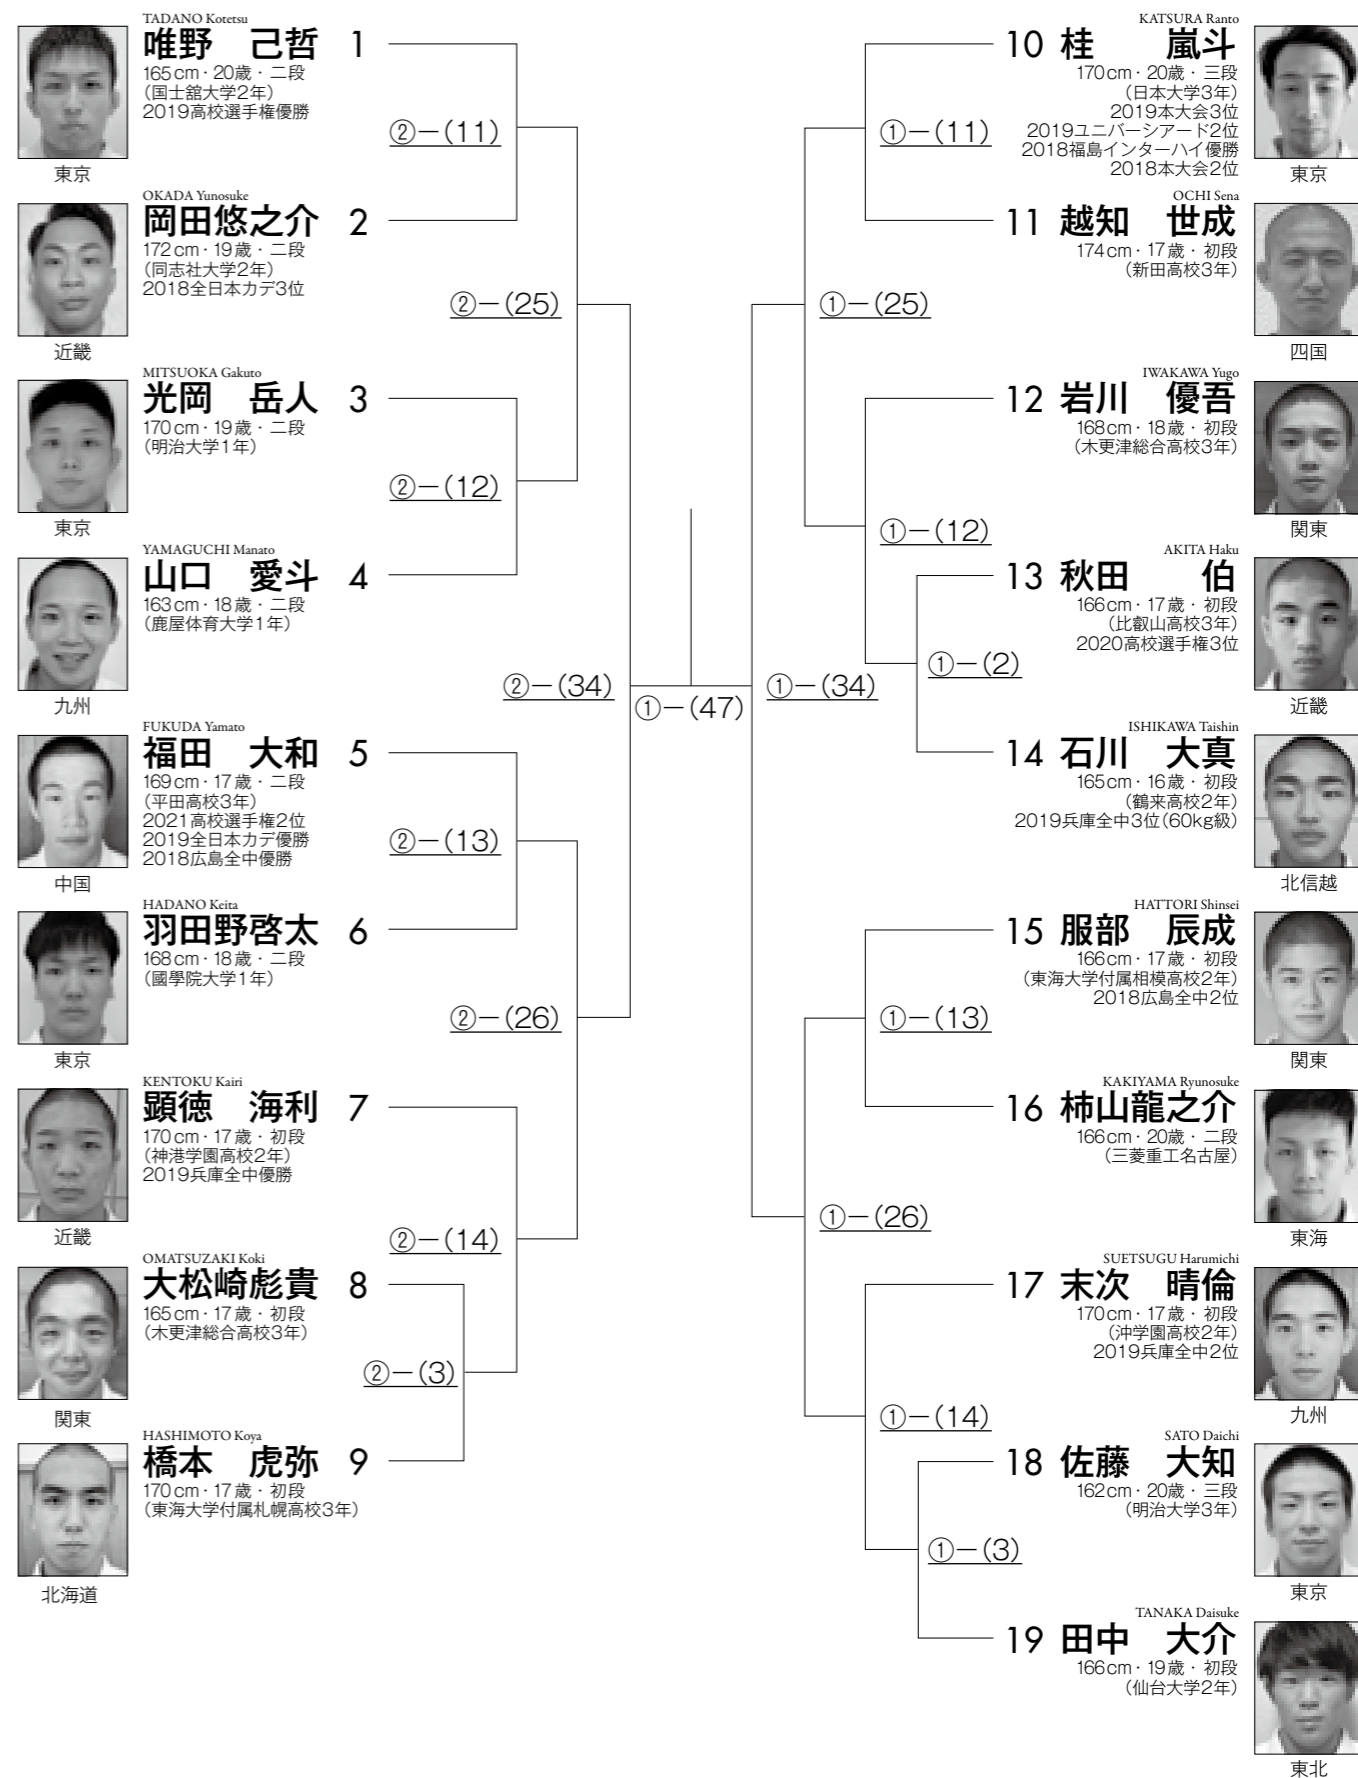 TADANO Kotetsu
唯野 己哲 1
165cm・20歳・二段
(国士舘大学2年)
2019高校選手権優勝
東京
②−(11)
OKADA Yunosuke
岡田悠之介 2
172cm・19歳・二段
(同志社大学2年)
2018全日本カデ3位
近畿
②−(25)
MITSUOKA Gakuto
光岡 岳人 3
170cm・19歳・二段
(明治大学1年)
東京
②−(12)
YAMAGUCHI Manato
山口 愛斗 4
163cm・18歳・二段
(鹿屋体育大学1年)
九州
②−(34)
FUKUDA Yamato
福田 大和 5
169cm・17歳・二段
(平田高校3年)
2021高校選手権2位
2019全日本カデ優勝
2018広島全中優勝
中国
②−(13)
HADANO Keita
羽田野啓太 6
168cm・18歳・二段
(國學院大学1年)
東京
②−(26)
KENTOKU Kairi
顕徳 海利 7
170cm・17歳・初段
(神港学園高校2年)
2019兵庫全中優勝
近畿
②−(14)
OMATSUZAKI Koki
大松崎彪貴 8
165cm・17歳・初段
(木更津総合高校3年)
関東
②−(3)
HASHIMOTO Koya
橋本 虎弥 9
170cm・17歳・初段
(東海大学付属札幌高校3年)
北海道
①−(47)
KATSURA Ranto
10 桂 嵐斗
170cm・20歳・三段
(日本大学3年)
2019本大会3位
2019ユニバーシアード2位
2018福島インターハイ優勝
2018本大会2位
東京
①−(11)
OCHI Sena
11 越知 世成
174cm・17歳・初段
(新田高校3年)
四国
①−(25)
IWAKAWA Yugo
12 岩川 優吾
168cm・18歳・初段
(木更津総合高校3年)
関東
①−(12)
AKITA Haku
13 秋田 伯
166cm・17歳・初段
(比叡山高校3年)
2020高校選手権3位
近畿
①−(2)
①−(34)
ISHIKAWA Taishin
14 石川 大真
165cm・16歳・初段
(鶴来高校2年)
2019兵庫全中3位(60kg級)
北信越
HATTORI Shinsei
15 服部 辰成
166cm・17歳・初段
(東海大学付属相模高校2年)
2018広島全中2位
関東
①−(13)
KAKIYAMA Ryunosuke
16 柿山龍之介
166cm・20歳・二段
(三菱重工名古屋)
東海
①−(26)
SUETSUGU Harumichi
17 末次 晴倫
170cm・17歳・初段
(沖学園高校2年)
2019兵庫全中2位
九州
①−(14)
SATO Daichi
18 佐藤 大知
162cm・20歳・三段
(明治大学3年)
東京
①−(3)
TANAKA Daisuke
19 田中 大介
166cm・19歳・初段
(仙台大学2年)
東北